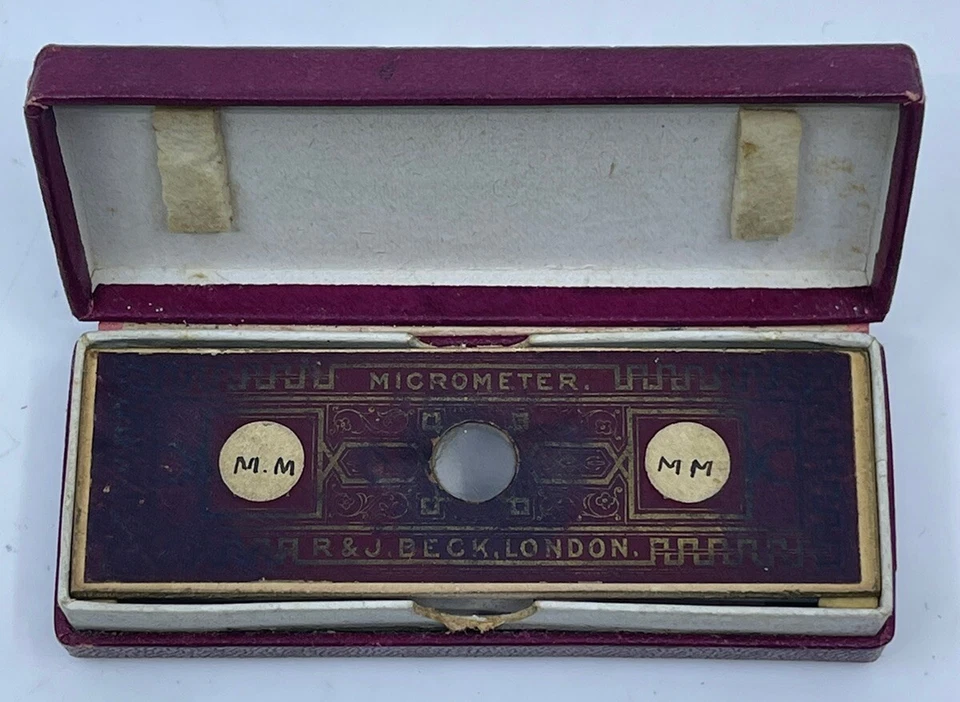 MICROMETER.
M.M
MM
R & J. BECK, LONDON.